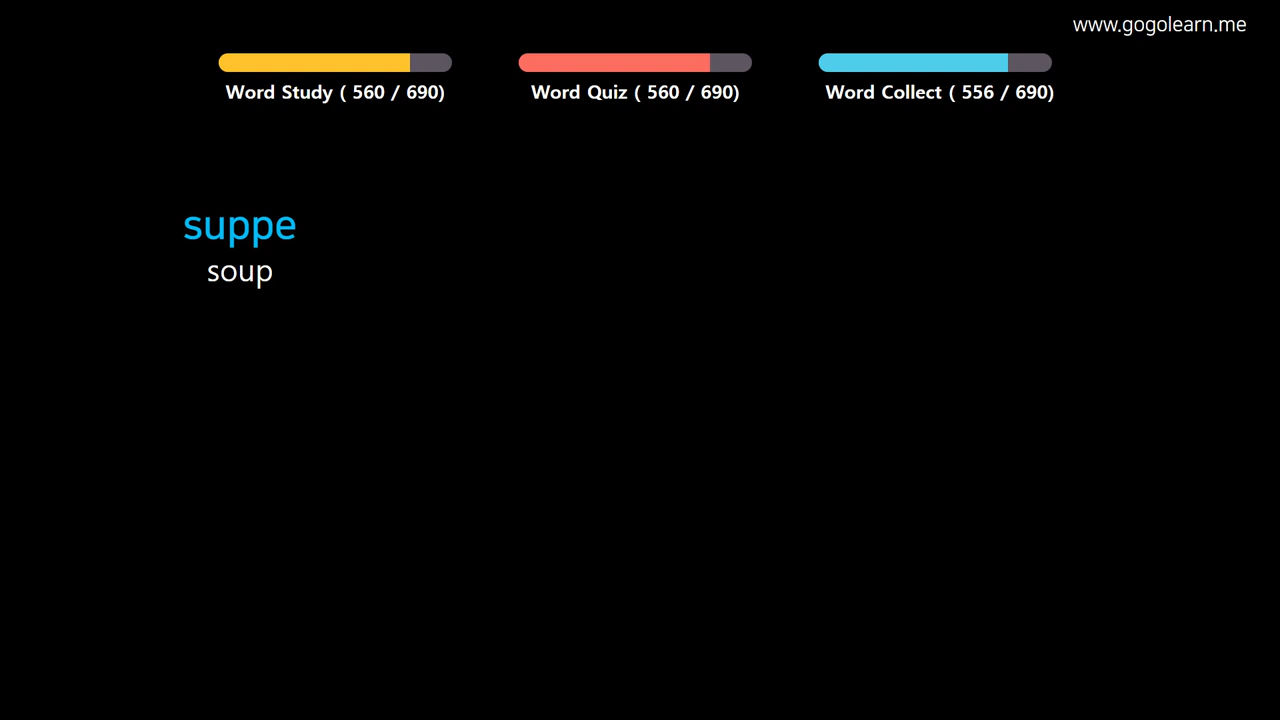 www.gogolearn.me
Word Study ( 560 / 690)
Word Quiz ( 560 / 690)
Word Collect ( 556 / 690)
suppe
soup